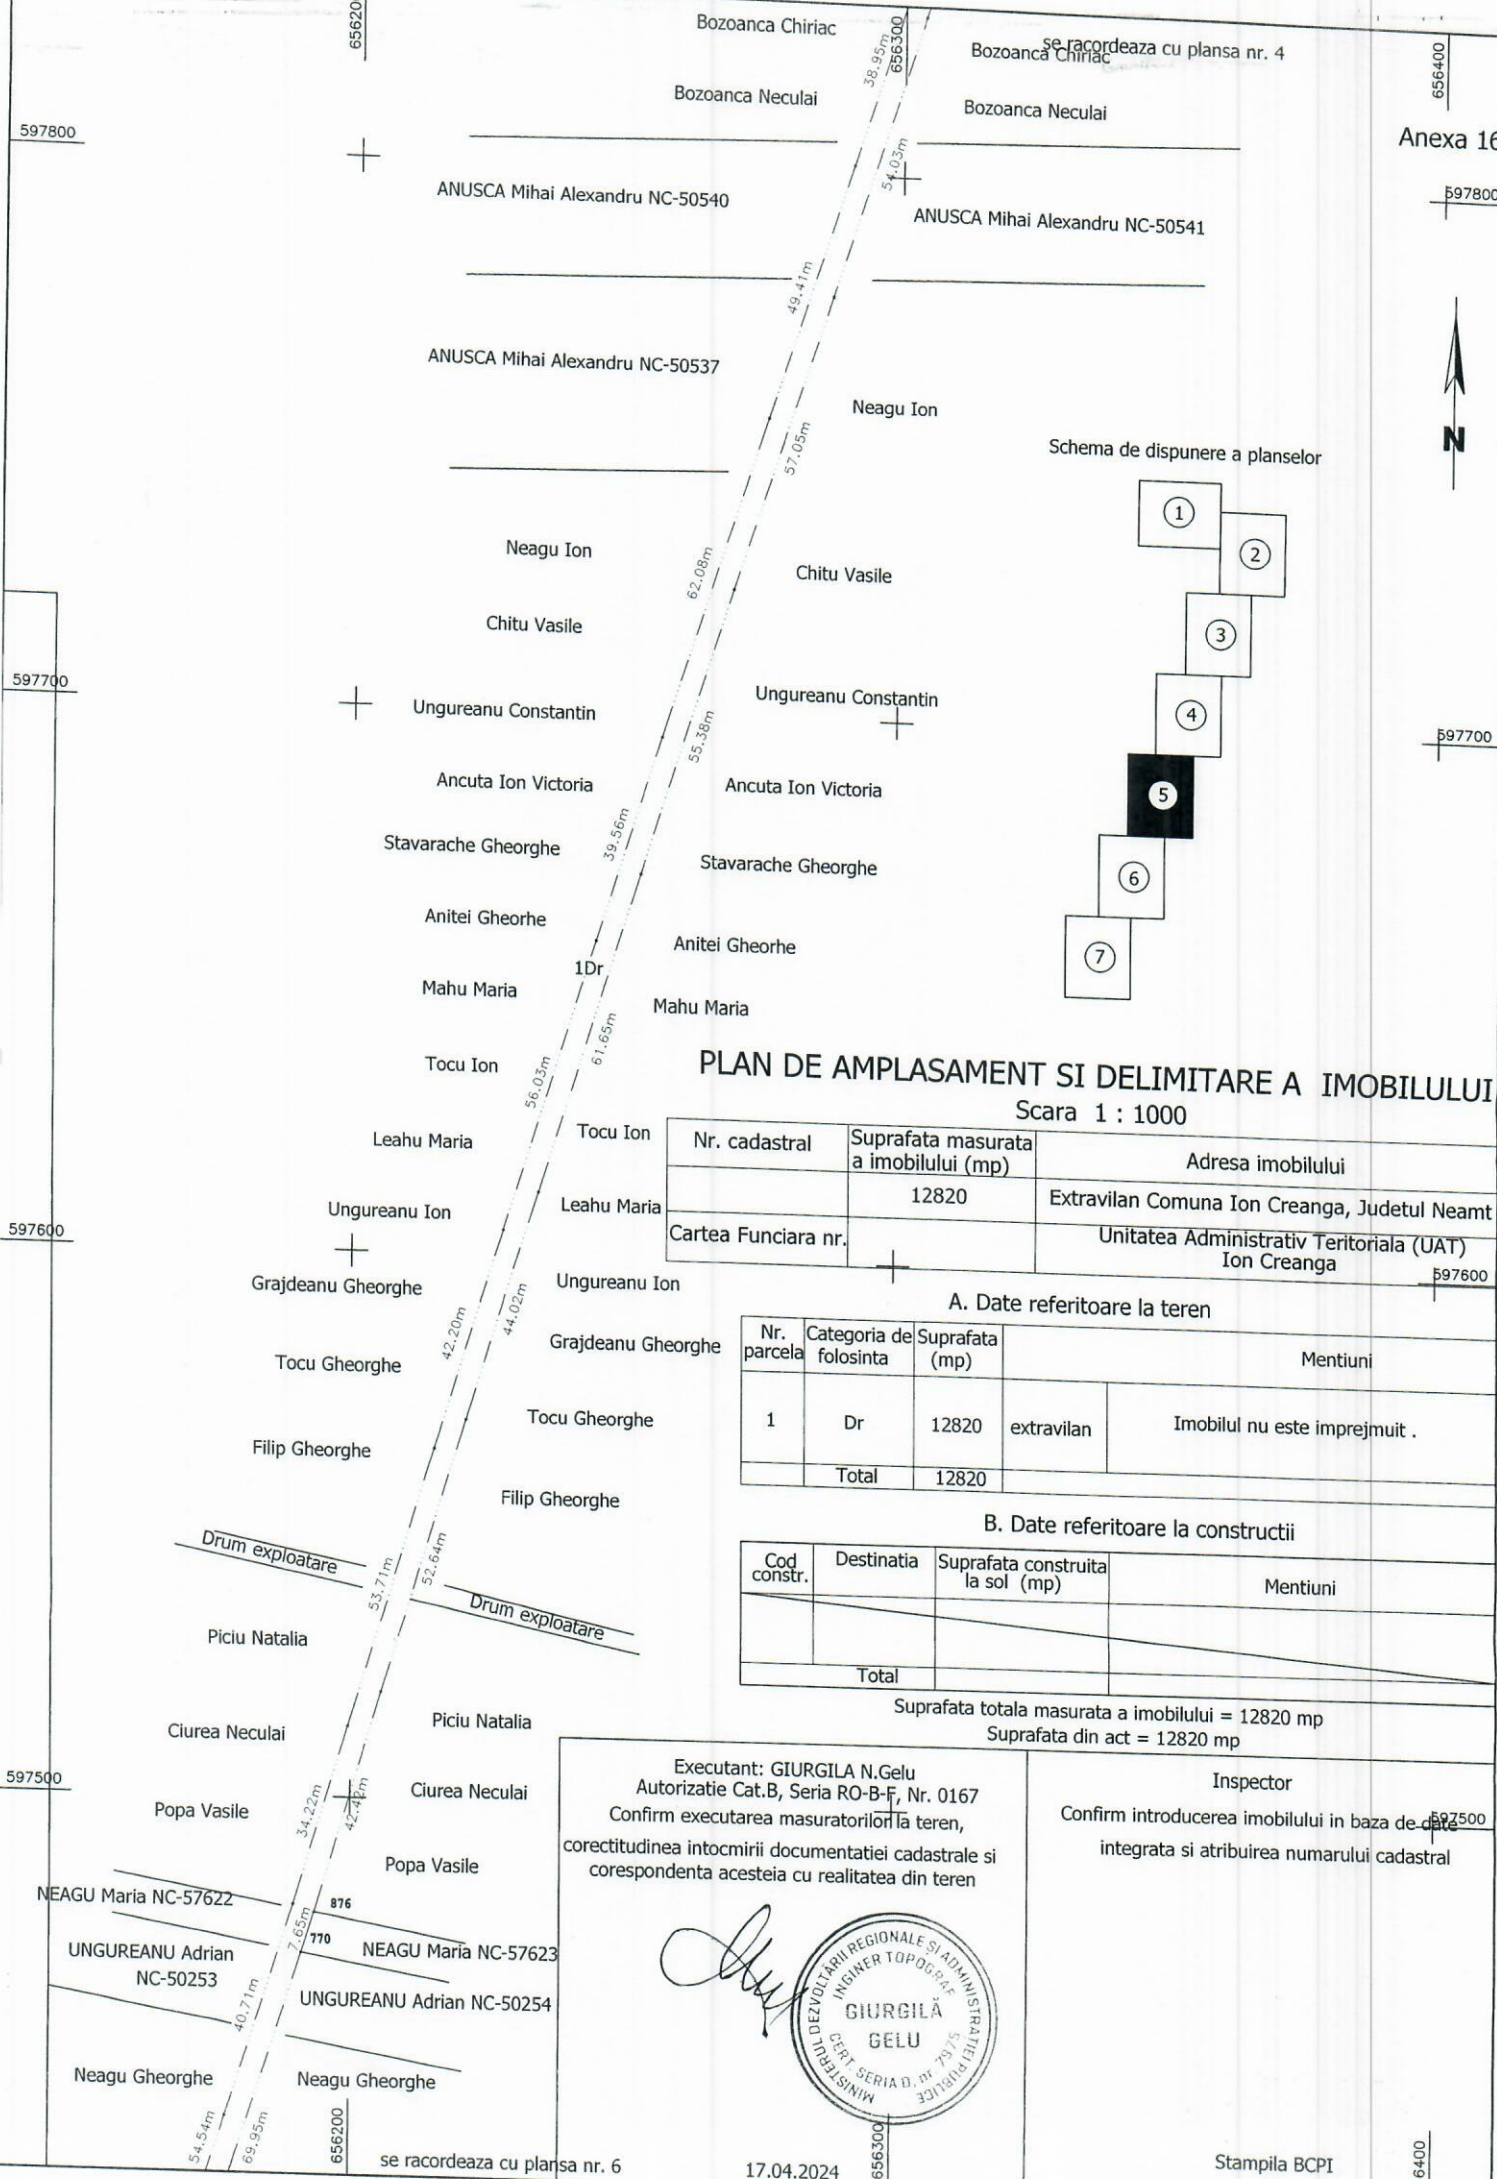 656200
Bozoanca Chiriac
656300
38.95m
se racordeaza cu plansa nr. 4
Bozoanca Chiriac
656400
Bozoanca Neculai
Bozoanca Neculai
597800
Anexa 16
54.03m
ANUSCA Mihai Alexandru NC-50540
ANUSCA Mihai Alexandru NC-50541
597800
49.41m
ANUSCA Mihai Alexandru NC-50537
Neagu Ion
57.05m
N
Schema de dispunere a planselor
1
2
3
4
5
6
7
Neagu Ion
62.08m
Chitu Vasile
Chitu Vasile
597700
Ungureanu Constantin
Ungureanu Constantin
55.38m
597700
Ancuta Ion Victoria
Ancuta Ion Victoria
39.56m
Stavarache Gheorghe
Stavarache Gheorghe
Anitei Gheorhe
Anitei Gheorhe
1Dr
Mahu Maria
Mahu Maria
61.65m
Tocu Ion
56.03m
PLAN DE AMPLASAMENT SI DELIMITARE A IMOBILULUI
Scara 1 : 1000
Leahu Maria
Tocu Ion
Nr. cadastral
Suprafata masurata
a imobilului (mp)
Adresa imobilului
12820
Extravilan Comuna Ion Creanga, Judetul Neamt
Cartea Funciara nr.
Unitatea Administrativ Teritoriala (UAT)
Ion Creanga
Ungureanu Ion
Leahu Maria
597600
597600
Grajdeanu Gheorghe
Ungureanu Ion
44.02m
42.20m
Grajdeanu Gheorghe
Tocu Gheorghe
Tocu Gheorghe
Filip Gheorghe
Filip Gheorghe
A. Date referitoare la teren
Nr.
parcela
Categoria de
folosinta
Suprafata
(mp)
Mentiuni
1
Dr
12820
extravilan
Imobilul nu este imprejmuit .
Total
12820
B. Date referitoare la constructii
Cod
constr.
Destinatia
Suprafata construita
la sol (mp)
Mentiuni
Total
Suprafata totala masurata a imobilului = 12820 mp
Suprafata din act = 12820 mp
Drum exploatare
52.64m
53.71m
Drum exploatare
Piciu Natalia
Piciu Natalia
Ciurea Neculai
597500
Ciurea Neculai
34.22m
42.42m
Popa Vasile
Popa Vasile
NEAGU Maria NC-57622
876
7.65m
770
NEAGU Maria NC-57623
UNGUREANU Adrian
NC-50253
UNGUREANU Adrian NC-50254
40.71m
Neagu Gheorghe
Neagu Gheorghe
54.54m
69.95m
656200
se racordeaza cu plansa nr. 6
Executant: GIURGILA N.Gelu
Autorizatie Cat.B, Seria RO-B-F, Nr. 0167
Confirm executarea masuratorilor la teren,
corectitudinea intocmirii documentatiei cadastrale si
corespondenta acesteia cu realitatea din teren
MINISTERUL DEZVOLTĂRII REGIONALE ȘI ADMINISTRAȚIEI PUBLICE
INGINER TOPOGRAF
GIURGILĂ
GELU
CERT. SERIA D, nr. 7975
17.04.2024
656300
Inspector
Confirm introducerea imobilului in baza de date
597500
integrata si atribuirea numarului cadastral
Stampila BCPI
6400